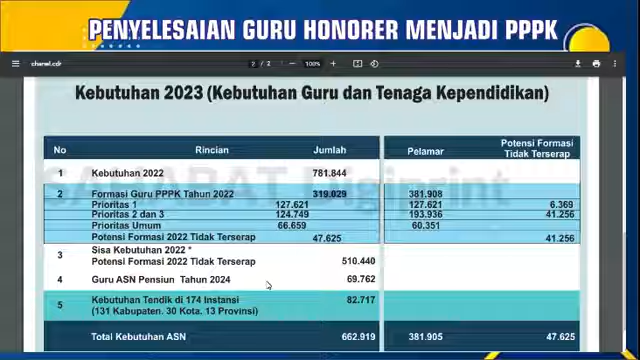 PENYELESAIAN GURU HONORER MENJADI PPPK
chanel.cdr
2 / 2
100%
Kebutuhan 2023 (Kebutuhan Guru dan Tenaga Kependidikan)
No Rincian Jumlah Pelamar Potensi Formasi Tidak Terserap
1 Kebutuhan 2022 781.844
2 Formasi Guru PPPK Tahun 2022 319.029 381.908
Prioritas 1 127.621 127.621 6.369
Prioritas 2 and 3 124.749 193.936 41.256
Prioritas Umum 66.659 60.351
Potensi Formasi 2022 Tidak Terserap 47.625 41.256
3 Sisa Kebutuhan 2022 *
Potensi Formasi 2022 Tidak Terserap 510.440
4 Guru ASN Pensiun Tahun 2024 69.762
5 Kebutuhan Tendik di 174 Instansi 82.717
(131 Kabupaten. 30 Kota. 13 Provinsi)
Total Kebutuhan ASN 662.919 381.905 47.625